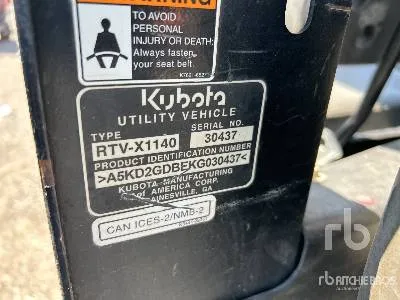 WARNING
TO AVOID
PERSONAL
INJURY OR DEATH:
Always fasten
your seat belt.
Kubota
UTILITY VEHICLE
TYPE
SERIAL NO.
RTV-X1140
30437
PRODUCT IDENTIFICATION NUMBER
>A5KD2GDBEKG030437<
KUBOTA MANUFACTURING
of AMERICA CORP.
GAINESVILLE, GA/
CAN ICES-2/NMB-2
rb
rb RITCHIE BROS